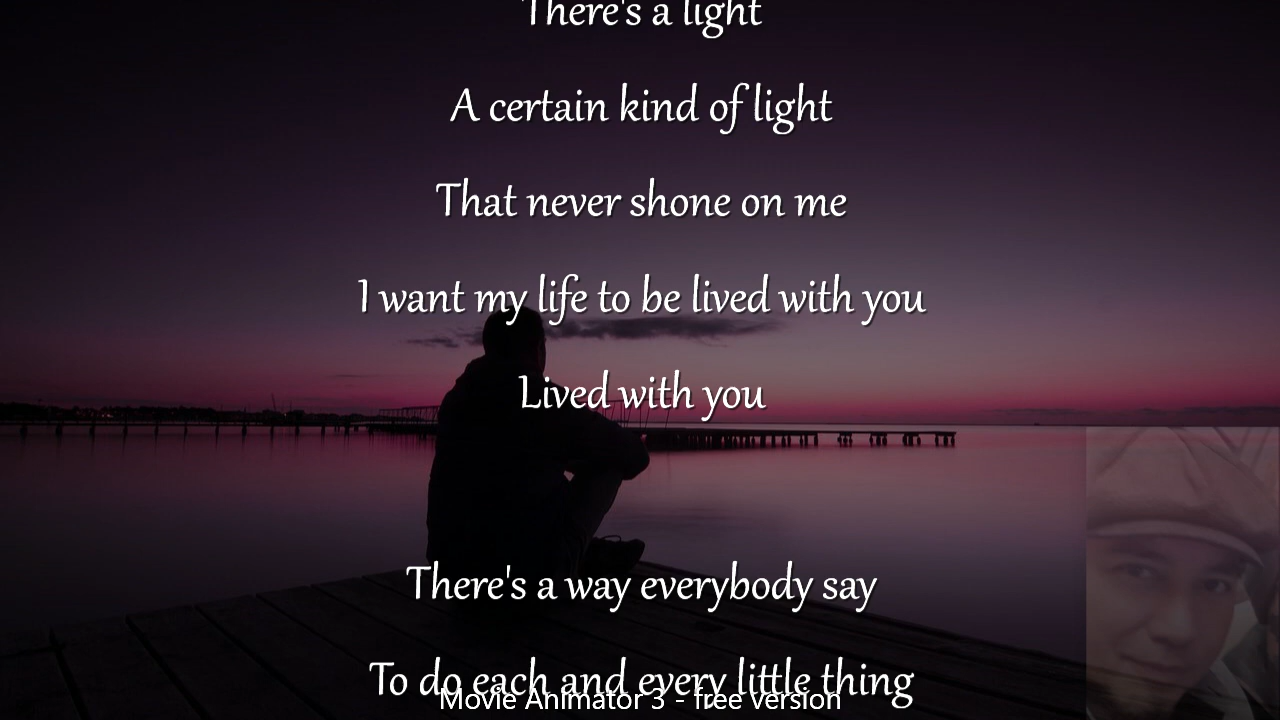 There's a light
A certain kind of light
That never shone on me
I want my life to be lived with you
Lived with you
There's a way everybody say
To do each and every little thing
Movie Animator 3 - free version